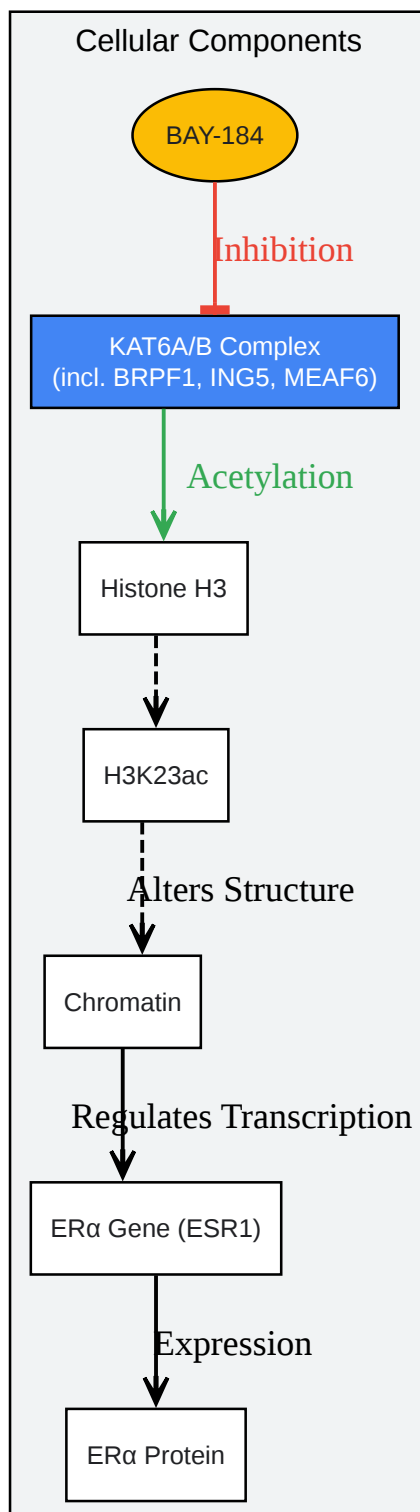 Cellular Components
BAY-184
Inhibition
KAT6A/B Complex
(incl. BRPF1, ING5, MEAF6)
Acetylation
Histone H3
H3K23ac
Alters Structure
Chromatin
Regulates Transcription
ERα Gene (ESR1)
Expression
ERα Protein